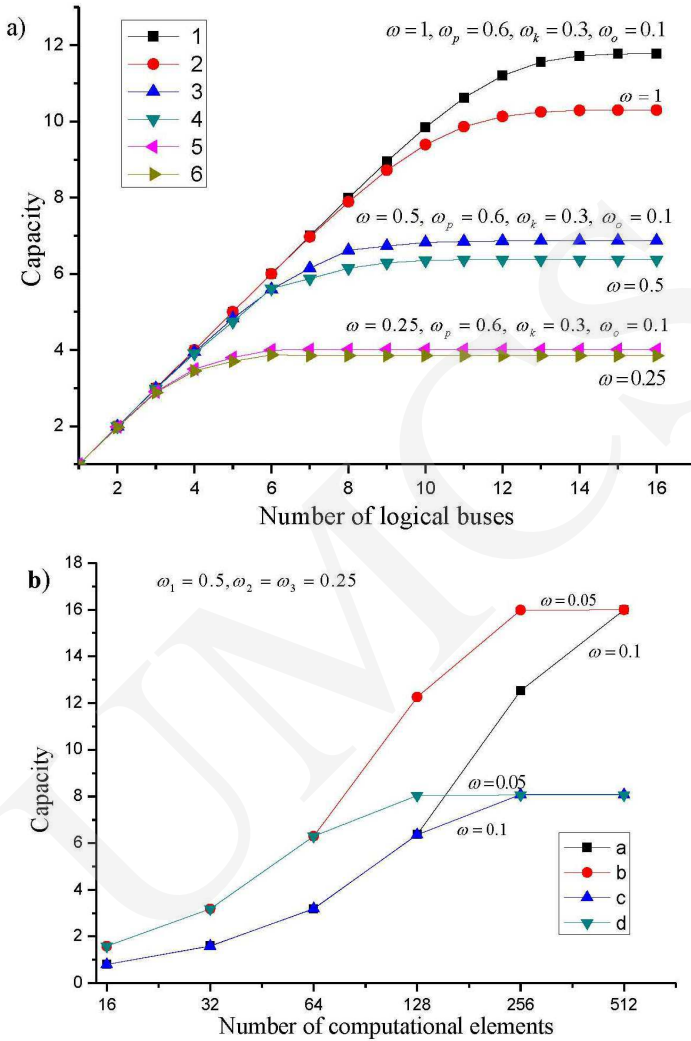 a)
ω = 1, ω_p = 0.6, ω_k = 0.3, ω_o = 0.1
1
2
3
4
5
6
ω = 1
ω = 0.5, ω_p = 0.6, ω_k = 0.3, ω_o = 0.1
ω = 0.5
ω = 0.25, ω_p = 0.6, ω_k = 0.3, ω_o = 0.1
ω = 0.25
Capacity
12
10
8
6
4
2
2 4 6 8 10 12 14 16
Number of logical buses
b)
ω_1 = 0.5, ω_2 = ω_3 = 0.25
ω = 0.05
ω = 0.1
ω = 0.05
ω = 0.1
a
b
c
d
Capacity
18
16
14
12
10
8
6
4
2
0
16 32 64 128 256 512
Number of computational elements
UMCS